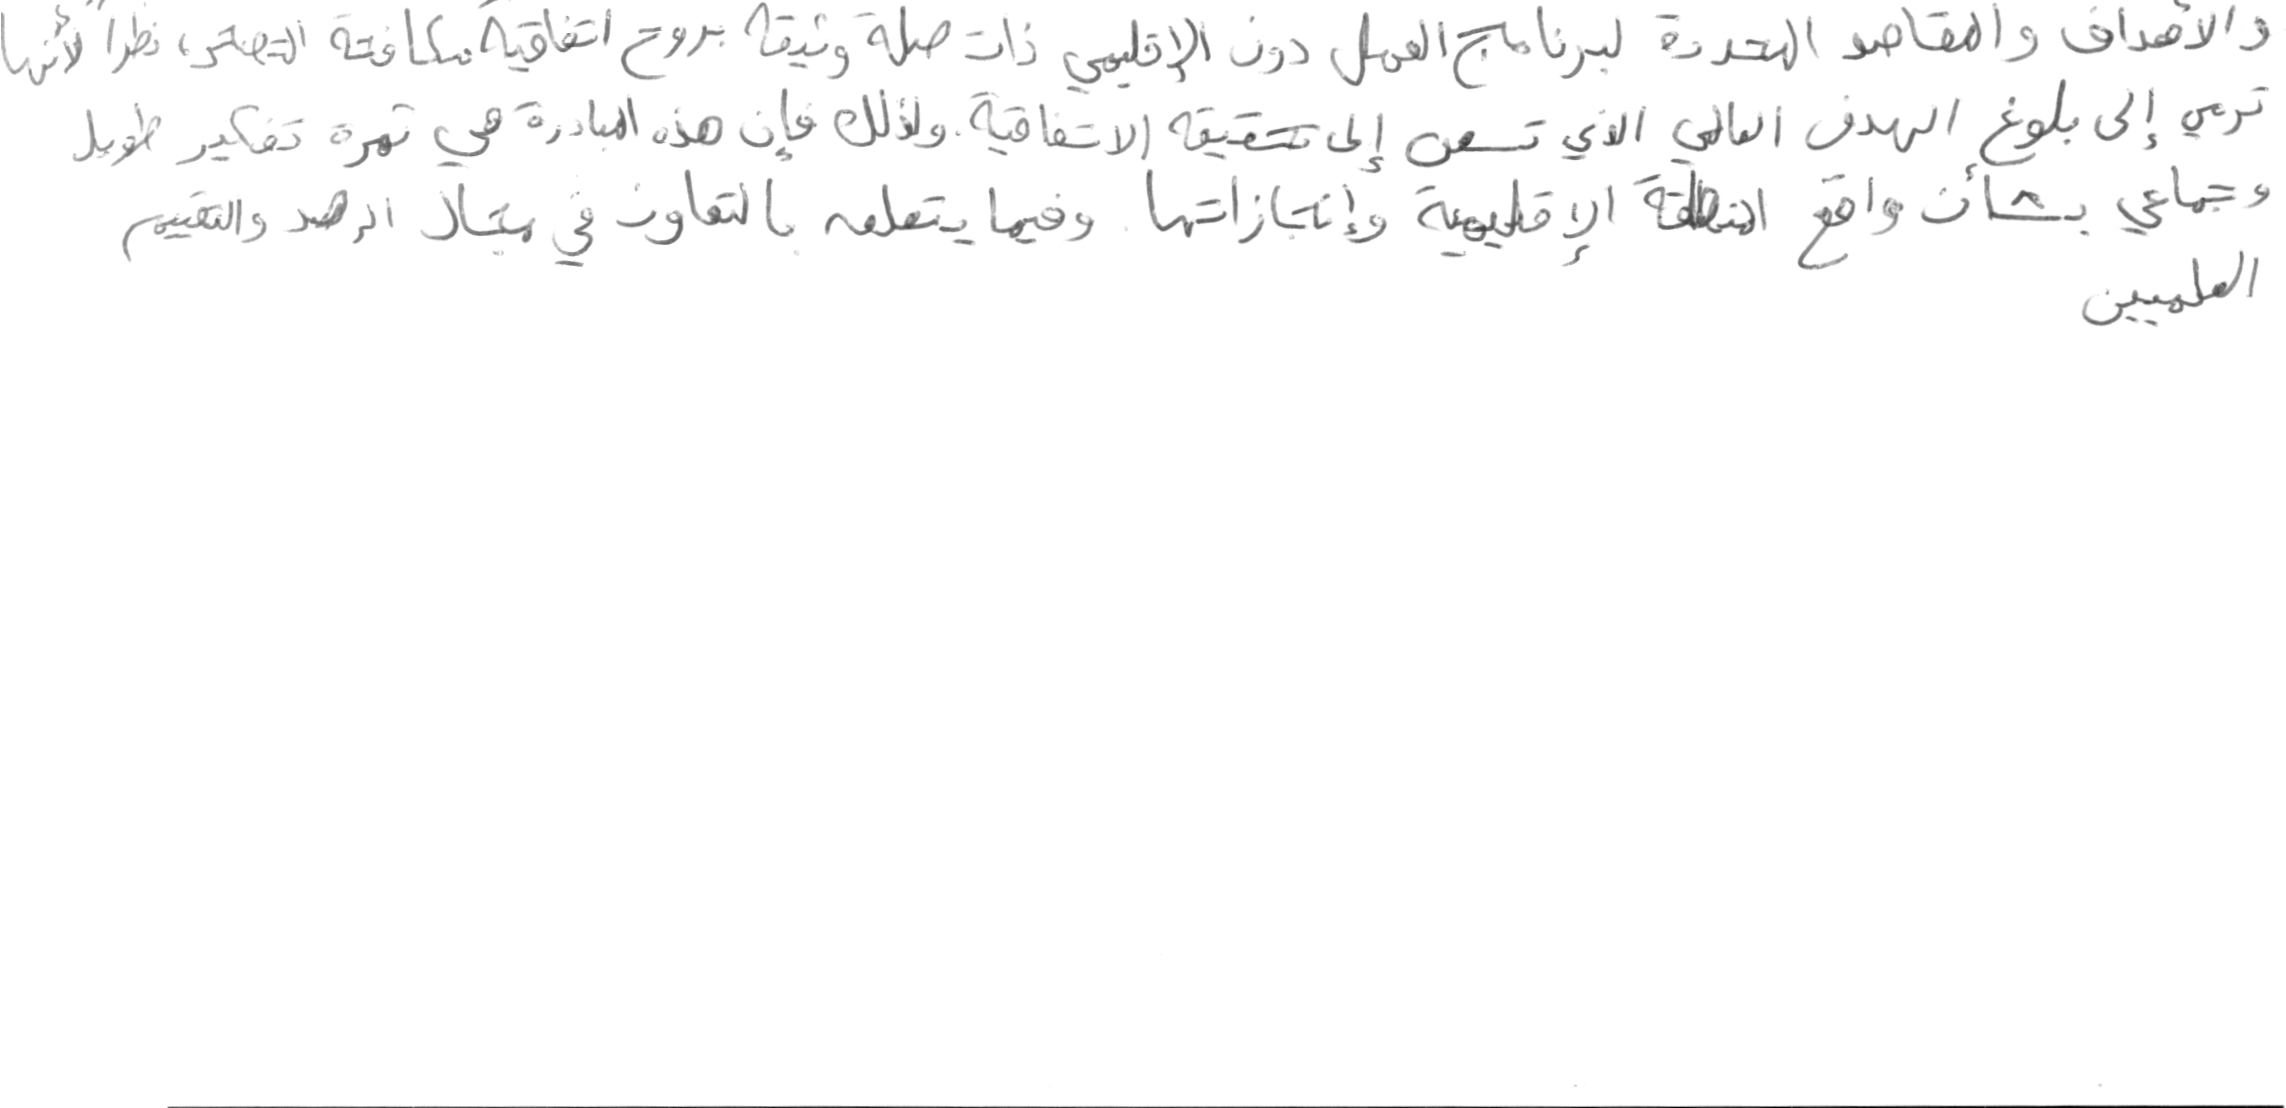 والأهداف والمقاصد المحددة لبرنامج العمل دون الإقليمي ذات صلة وثيقة بروح اتفاقية مكافحة التصحر، نظراً لأنها
ترمي إلى بلوغ الهدف العالمي الذي تسعى إلى تحقيقه الاتفاقية. ولذلك فإن هذه المبادرة هي ثمرة تفكير طويل
وجماعي بشأن واقع المنطقة الإقليمية وإنجازاتها. وفيما يتعلق بالتعاون في مجال الرصد والتقييم
العلميين